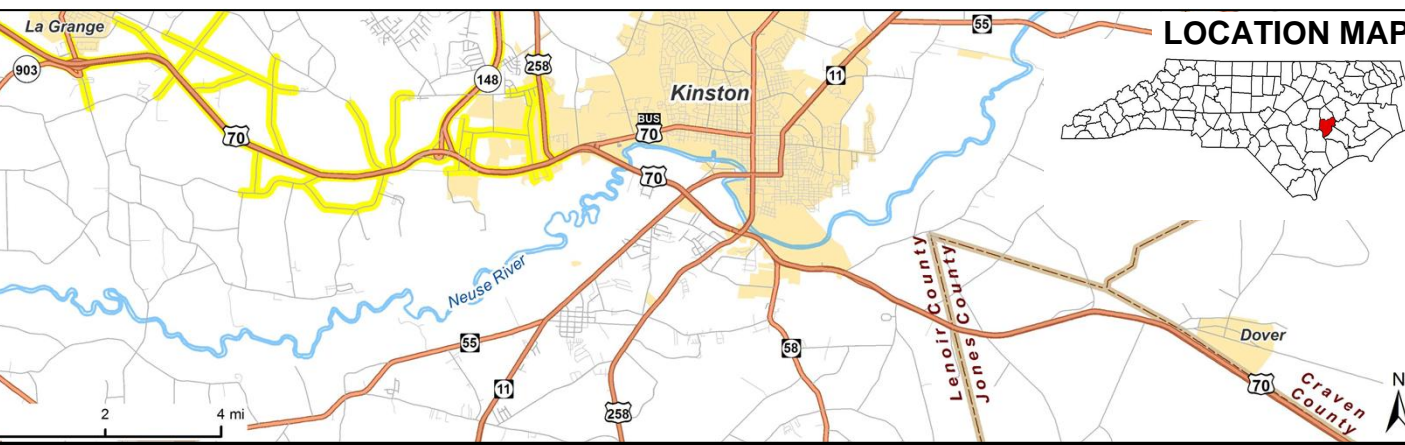 La Grange
903
70
148
258
Kinston
BUS
70
70
11
55
LOCATION MAP
Neuse River
55
11
258
58
Lenoir County
Jones County
Dover
70
Craven
County
2
4 mi
N